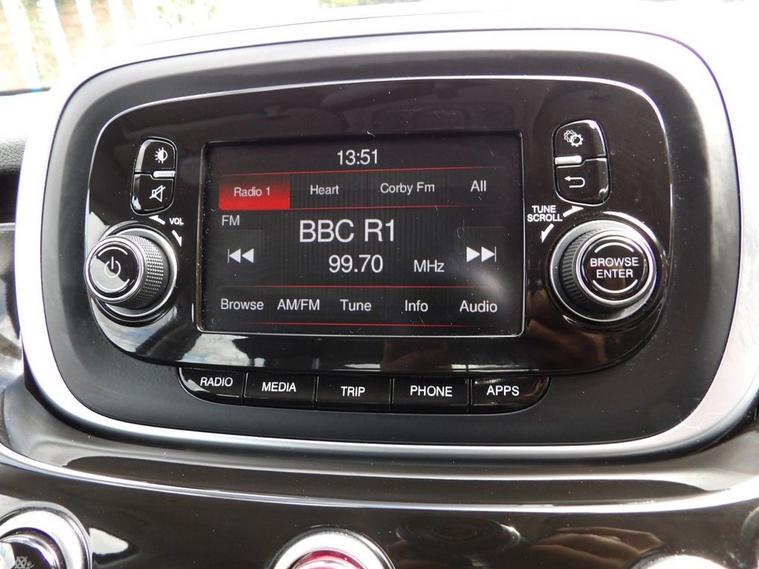 13:51
Radio 1 Heart Corby Fm All
FM
BBC R1
99.70 MHz
Browse AM/FM Tune Info Audio
VOL
TUNE
SCROLL
BROWSE
ENTER
RADIO MEDIA TRIP PHONE APPS